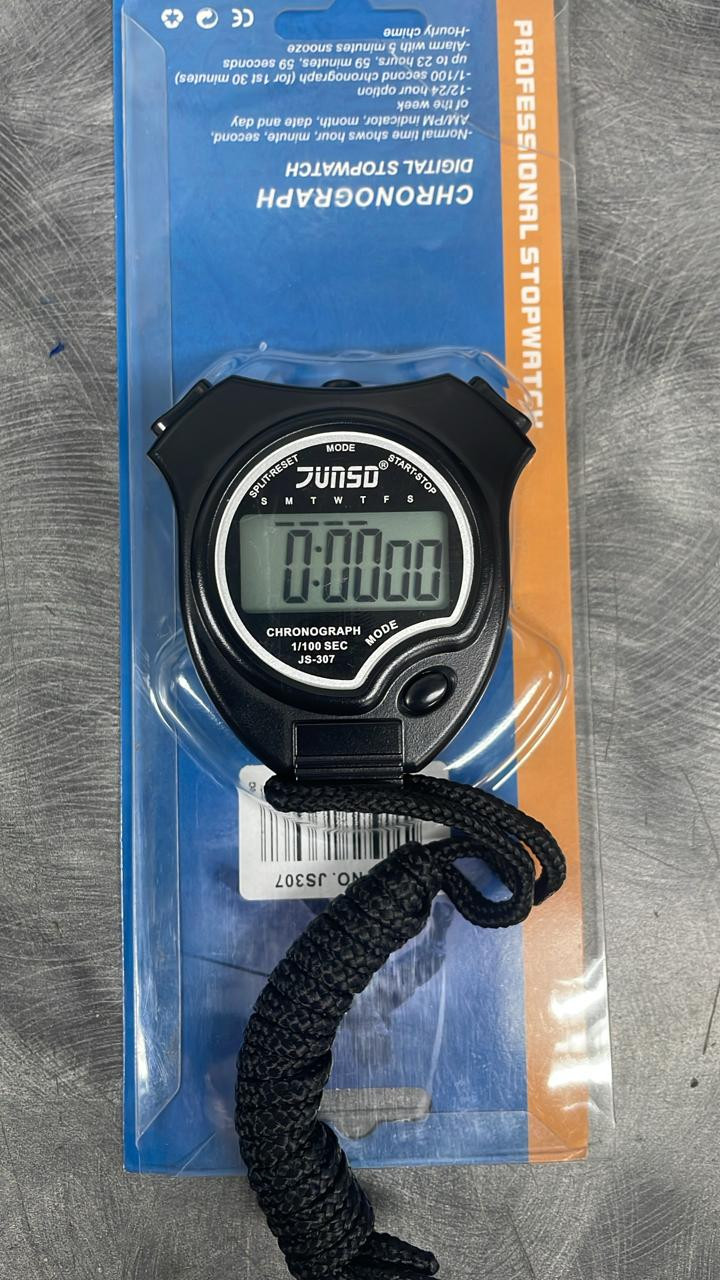 PROFESSIONAL STOPWATCH
CHRONOGRAPH
DIGITAL STOPWATCH
-Normal time shows hour, minute, second,
AM/PM indicator, month, date, month and day
of the week
-12/24 hour option
-1/100 second chronograph (for 1st 30 minutes)
up to 23 hours, 59 minutes, 59 seconds
-Alarm with 5 minutes snooze
-Hourly chime
CE
SPLIT-RESET
MODE
START-STOP
JUNSD®
S M T W T F S
0:0000
CHRONOGRAPH
1/100 SEC
JS-307
MODE
NO. JS307